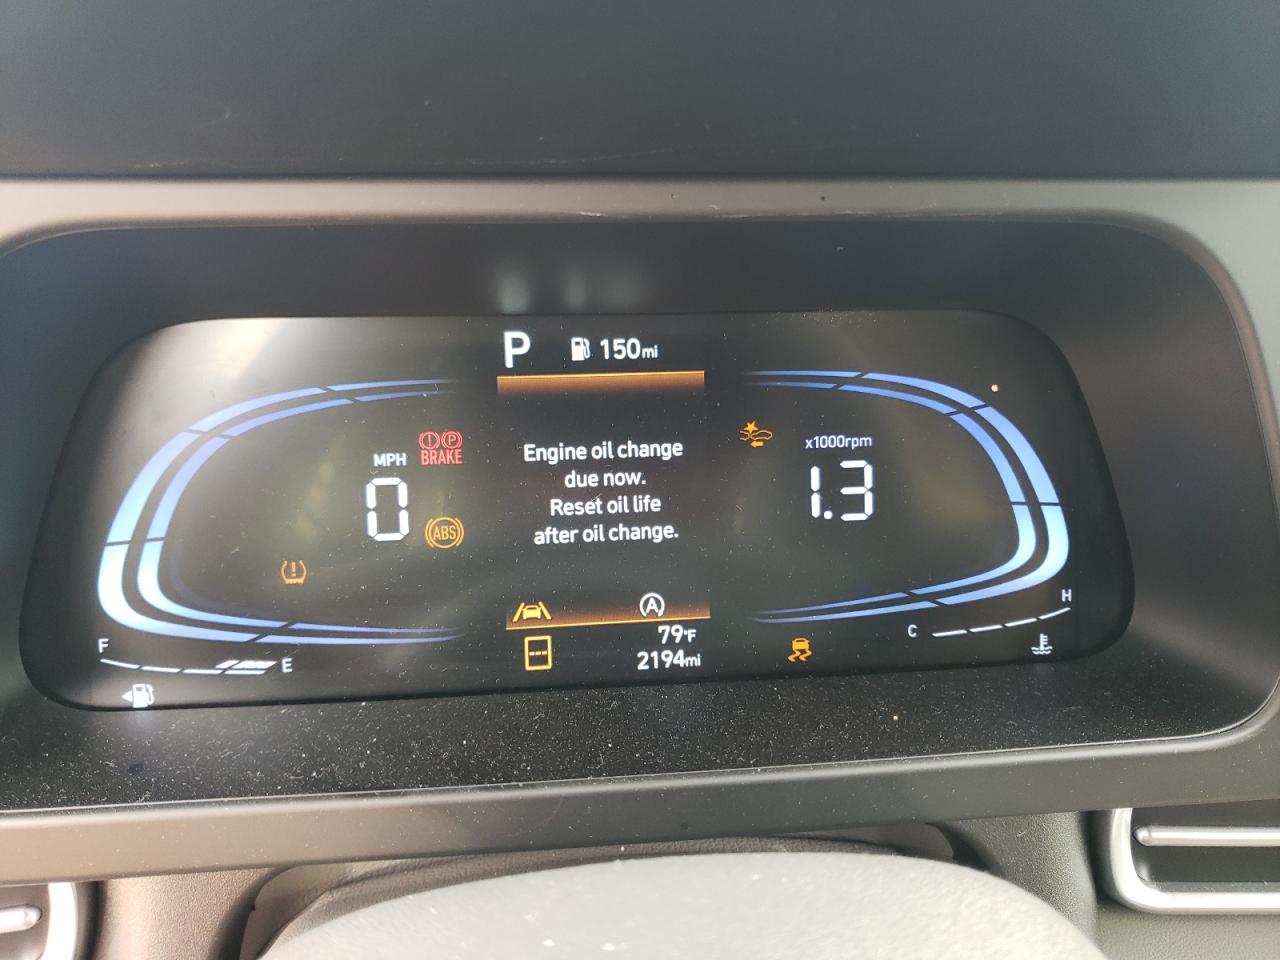 P 150mi
MPH
0
P
BRAKE
ABS
Engine oil change
due now.
Reset oil life
after oil change.
x1000rpm
1.3
A
79°F
2194mi
F E
C H